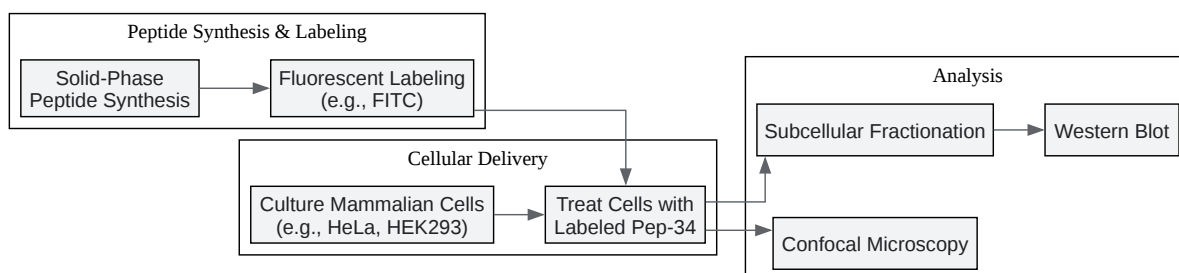 Peptide Synthesis & Labeling
Solid-Phase
Peptide Synthesis
Fluorescent Labeling
(e.g., FITC)
Cellular Delivery
Culture Mammalian Cells
(e.g., HeLa, HEK293)
Treat Cells with
Labeled Pep-34
Analysis
Subcellular Fractionation
Western Blot
Confocal Microscopy